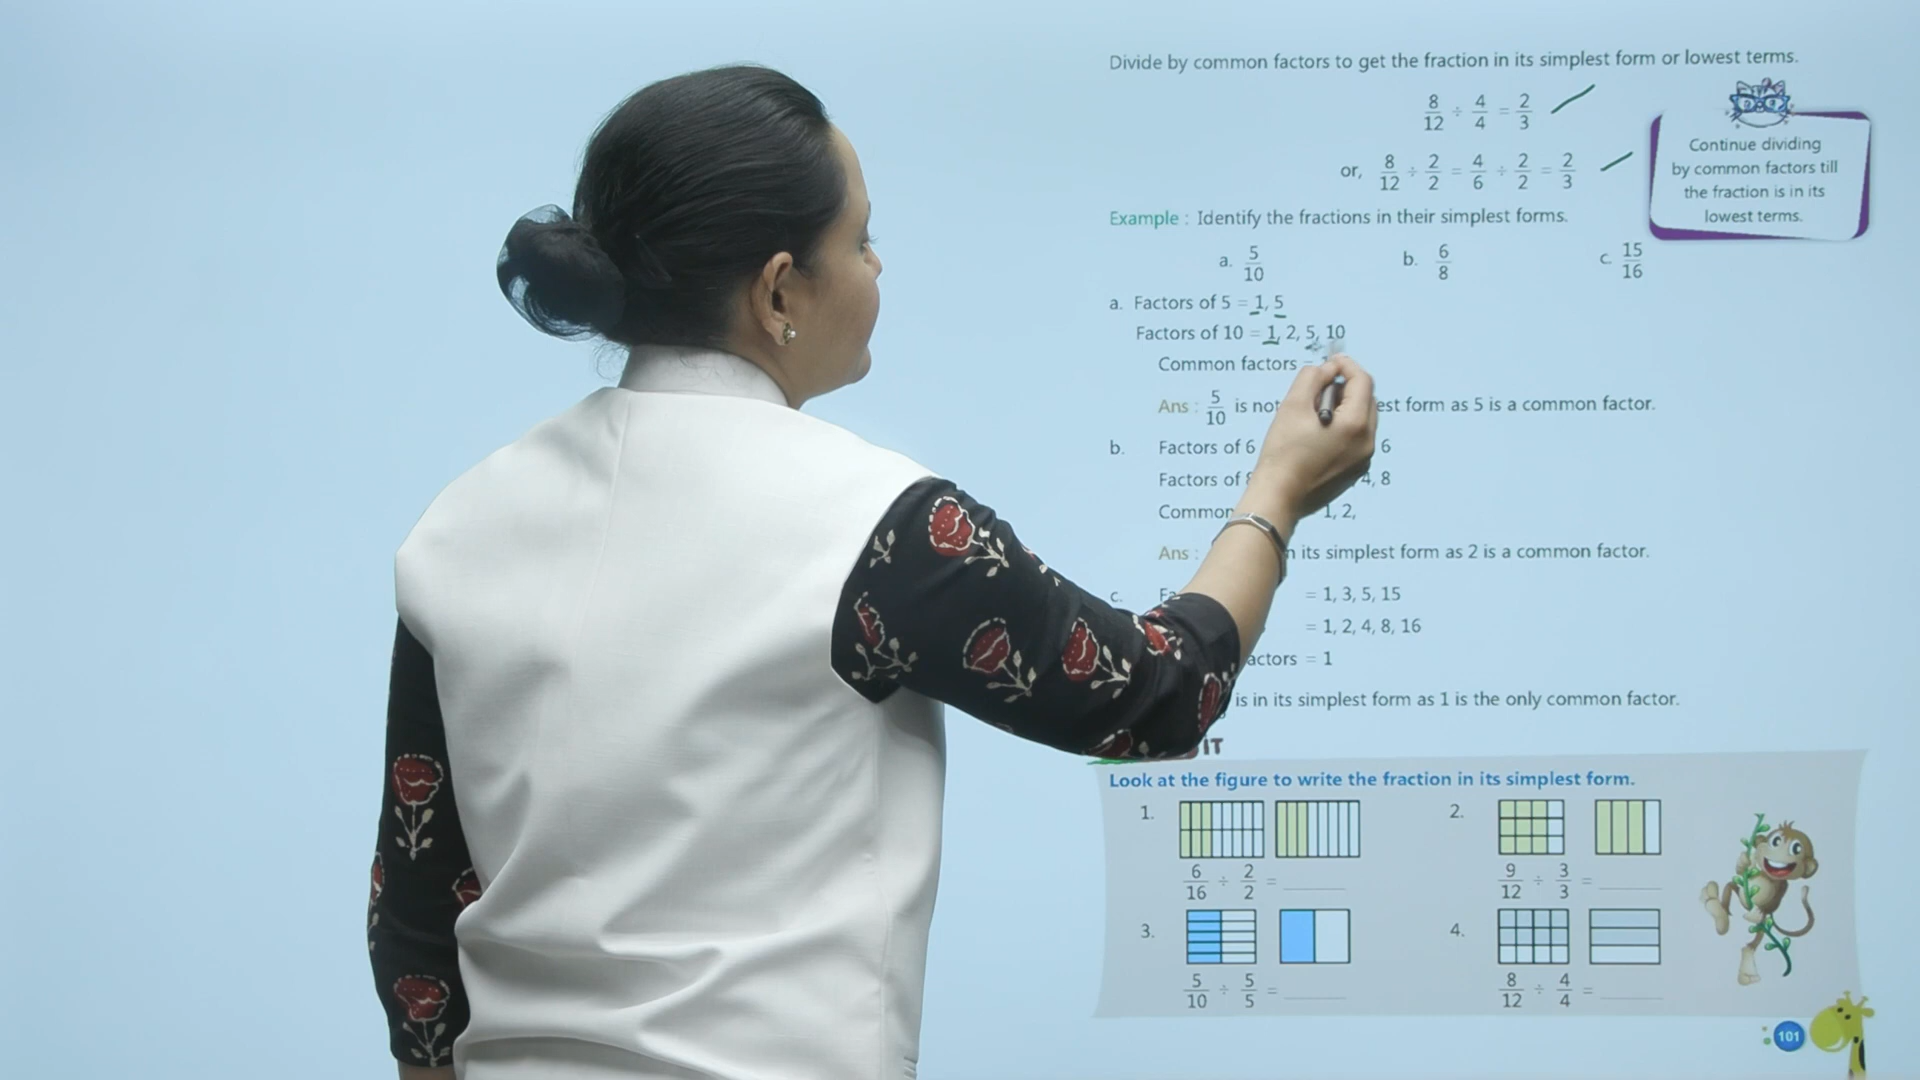 Divide by common factors to get the fraction in its simplest form or lowest terms.
8/12 ÷ 4/4 = 2/3
or, 8/12 ÷ 2/2 = 4/6 ÷ 2/2 = 2/3
Continue dividing
by common factors till
the fraction is in its
lowest terms.
Example : Identify the fractions in their simplest forms.
a. 5/10 b. 6/8 c. 15/16
a. Factors of 5 = 1, 5
Factors of 10 = 1, 2, 5, 10
Common factors
Ans : 5/10 is not est form as 5 is a common factor.
b. Factors of 6 6
Factors of 4, 8
Common 1, 2,
Ans : its simplest form as 2 is a common factor.
c. = 1, 3, 5, 15
= 1, 2, 4, 8, 16
actors = 1
is in its simplest form as 1 is the only common factor.
IT
Look at the figure to write the fraction in its simplest form.
1. 2.
6/16 ÷ 2/2 = ______ 9/12 ÷ 3/3 = ______
3. 4.
5/10 ÷ 5/5 = ______ 8/12 ÷ 4/4 = ______
101